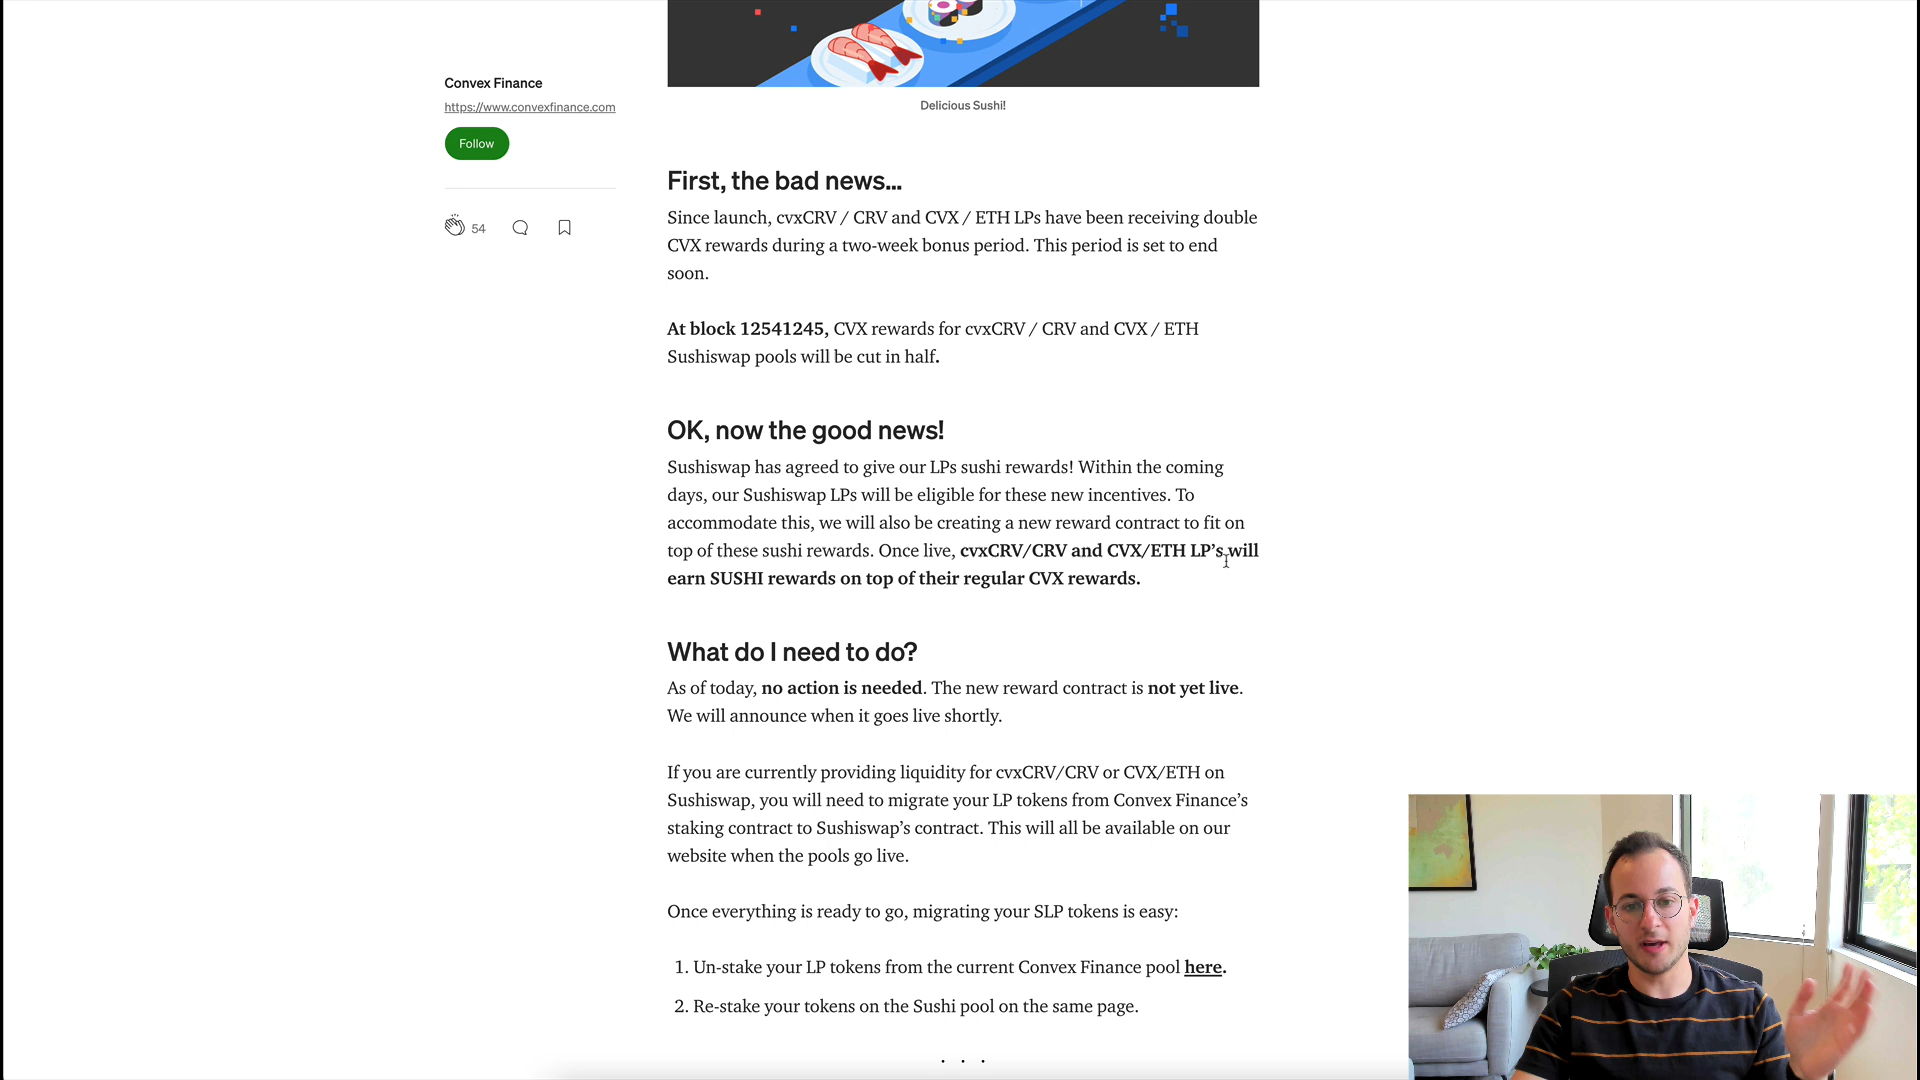 Convex Finance
https://www.convexfinance.com
Follow
54
Delicious Sushi!
First, the bad news...
Since launch, cvxCRV / CRV and CVX / ETH LPs have been receiving double
CVX rewards during a two-week bonus period. This period is set to end
soon.
At block 12541245, CVX rewards for cvxCRV / CRV and CVX / ETH
Sushiswap pools will be cut in half.
OK, now the good news!
Sushiswap has agreed to give our LPs sushi rewards! Within the coming
days, our Sushiswap LPs will be eligible for these new incentives. To
accommodate this, we will also be creating a new reward contract to fit on
top of these sushi rewards. Once live, cvxCRV/CRV and CVX/ETH LP's will
earn SUSHI rewards on top of their regular CVX rewards.
What do I need to do?
As of today, no action is needed. The new reward contract is not yet live.
We will announce when it goes live shortly.
If you are currently providing liquidity for cvxCRV/CRV or CVX/ETH on
Sushiswap, you will need to migrate your LP tokens from Convex Finance's
staking contract to Sushiswap's contract. This will all be available on our
website when the pools go live.
Once everything is ready to go, migrating your SLP tokens is easy:
1. Un-stake your LP tokens from the current Convex Finance pool here.
2. Re-stake your tokens on the Sushi pool on the same page.
. . .